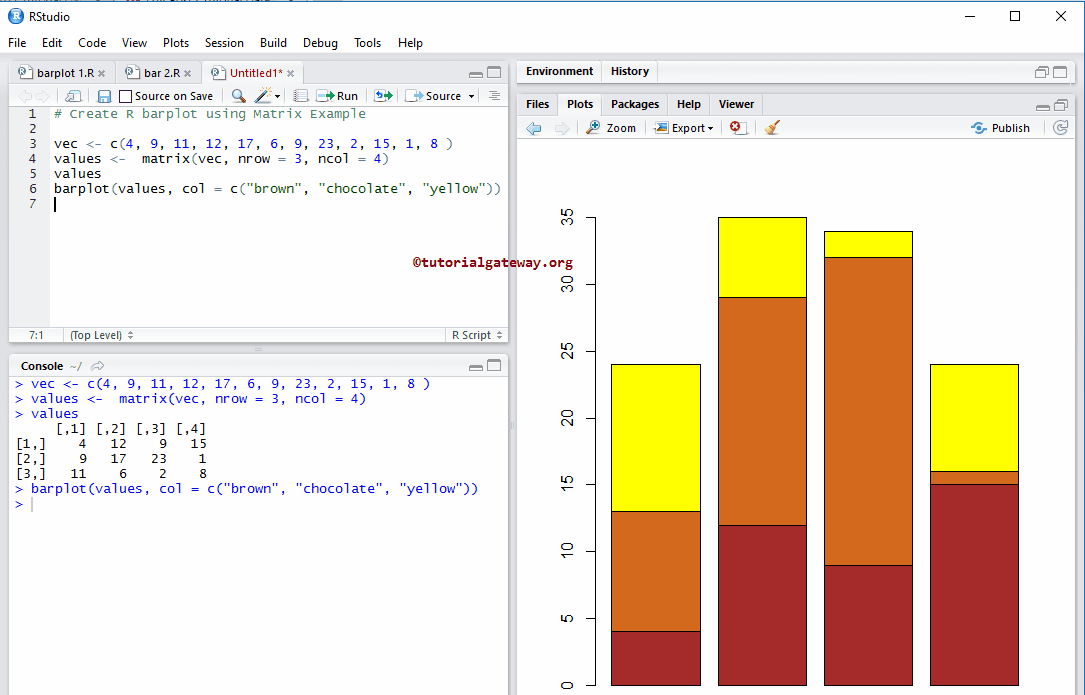 RStudio
File Edit Code View Plots Session Build Debug Tools Help
barplot 1.R bar 2.R Untitled1*
Source on Save Run Source
1 # Create R barplot using Matrix Example
2
3 vec <- c(4, 9, 11, 12, 17, 6, 9, 23, 2, 15, 1, 8 )
4 values <-  matrix(vec, nrow = 3, ncol = 4)
5 values
6 barplot(values, col = c("brown", "chocolate", "yellow"))
7
7:1 (Top Level) R Script
Console ~/
> vec <- c(4, 9, 11, 12, 17, 6, 9, 23, 2, 15, 1, 8 )
> values <-  matrix(vec, nrow = 3, ncol = 4)
> values
     [,1] [,2] [,3] [,4]
[1,]    4   12    9   15
[2,]    9   17   23    1
[3,]   11    6    2    8
> barplot(values, col = c("brown", "chocolate", "yellow"))
>
Environment History
Files Plots Packages Help Viewer
Zoom Export Publish
35
30
25
20
15
10
5
0
©tutorialgateway.org